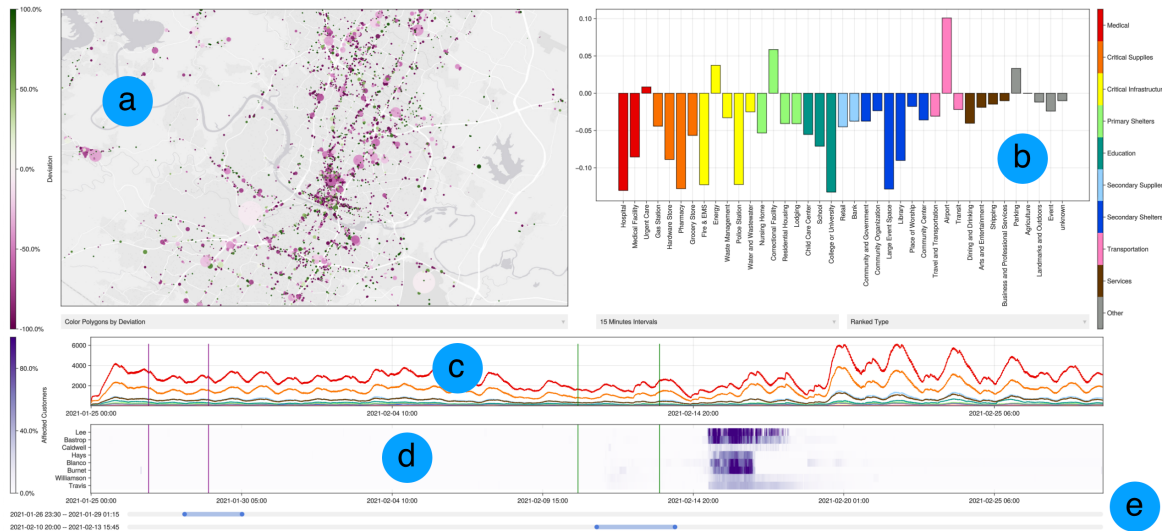 100.0%
50.0%
0.0%
-50.0%
-100.0%
Deviation
a
Color Polygons by Deviation
0.10
0.05
0.00
−0.05
−0.10
b
Hospital
Medical Facility
Urgent Care
Gas Station
Hardware Store
Pharmacy
Grocery Store
Fire & EMS
Energy
Waste Management
Police Station
Water and Wastewater
Nursing Home
Correctional Facility
Residential Housing
Lodging
Child Care Center
School
College or University
Retail
Bank
Community and Government
Community Organization
Large Event Space
Library
Place of Worship
Community Center
Travel and Transportation
Airport
Transit
Dining and Drinking
Arts and Entertainment
Shipping
Business and Professional Services
Parking
Agriculture
Landmarks and Outdoors
Event
unknown
15 Minutes Intervals
Ranked Type
Medical
Critical Supplies
Critical Infrastructure
Primary Shelters
Education
Secondary Supplies
Secondary Shelters
Transportation
Services
Other
80.0%
40.0%
0.0%
Affected Customers
6000
4000
2000
c
2021-01-25 00:00
2021-02-04 10:00
2021-02-14 20:00
2021-02-25 06:00
Lee
Bastrop
Caldwell
Hays
Blanco
Burnet
Williamson
Travis
d
2021-01-25 00:00
2021-01-30 05:00
2021-02-04 10:00
2021-02-09 15:00
2021-02-14 20:00
2021-02-20 01:00
2021-02-25 06:00
2021-01-26 23:30 -- 2021-01-29 01:15
2021-02-10 20:00 -- 2021-02-13 15:45
e